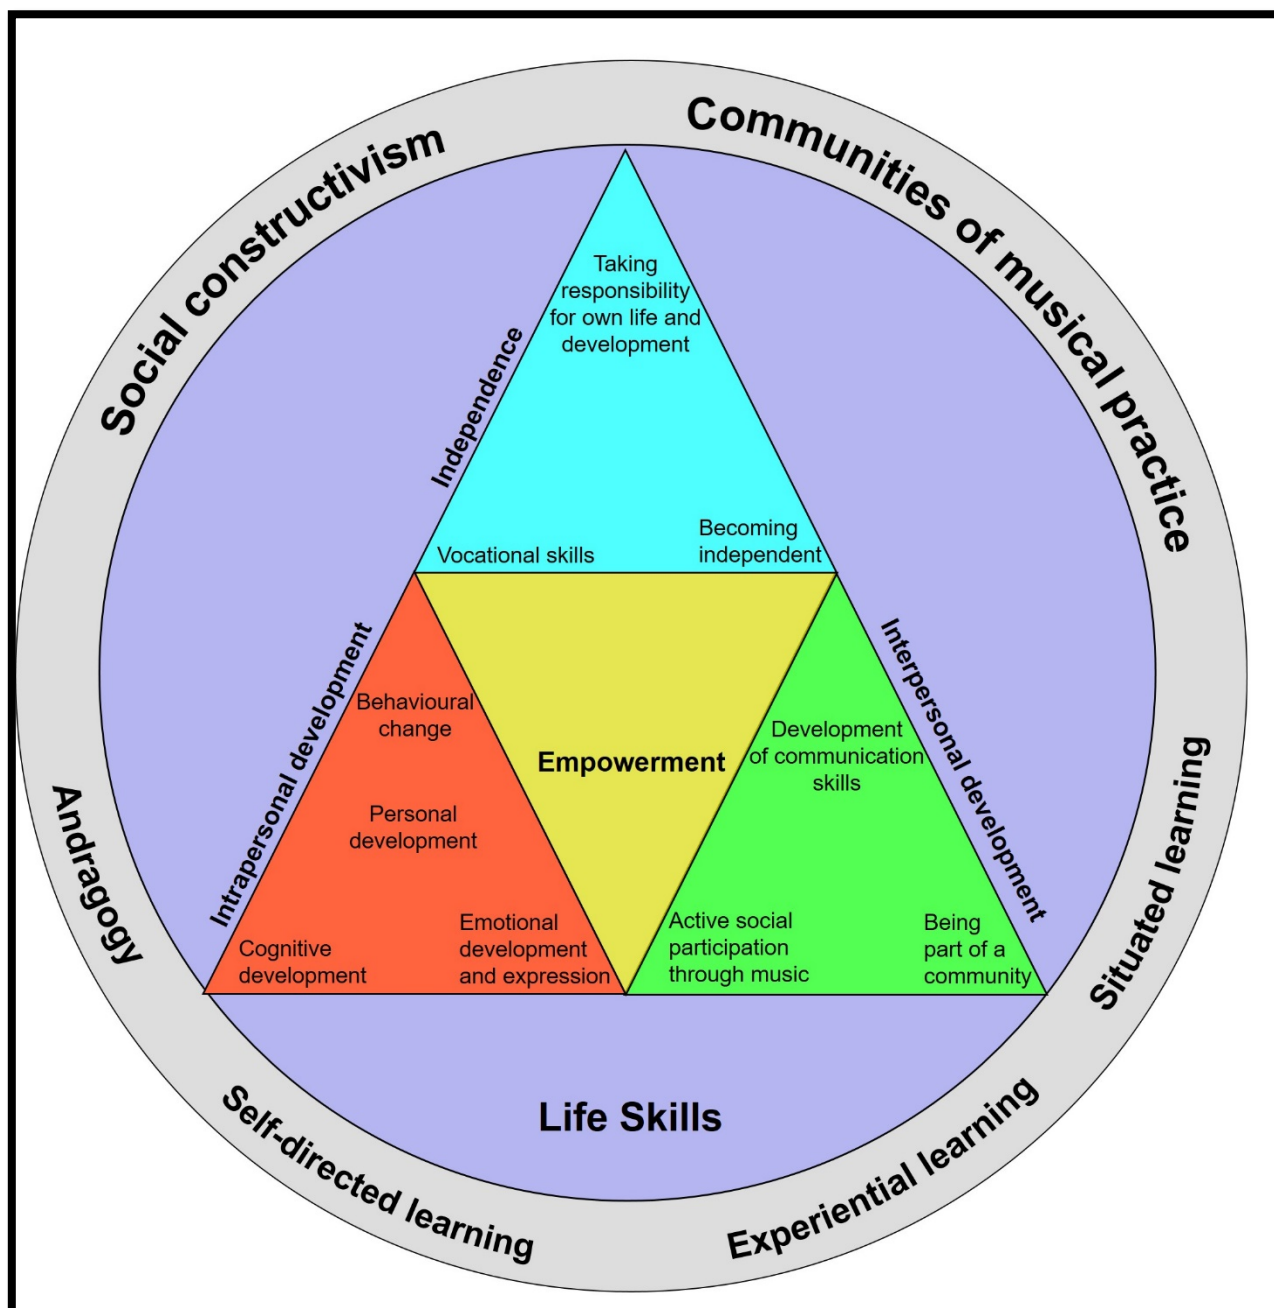 Social constructivism
Communities of musical practice
Taking
responsibility
for own life and
development
Independence
Vocational skills
Becoming
independent
Intrapersonal development
Behavioural
change
Personal
development
Cognitive
development
Emotional
development
and expression
Empowerment
Interpersonal development
Development
of communication
skills
Active social
participation
through music
Being
part of a
community
Andragogy
Situated learning
Life Skills
Self-directed learning
Experiential learning